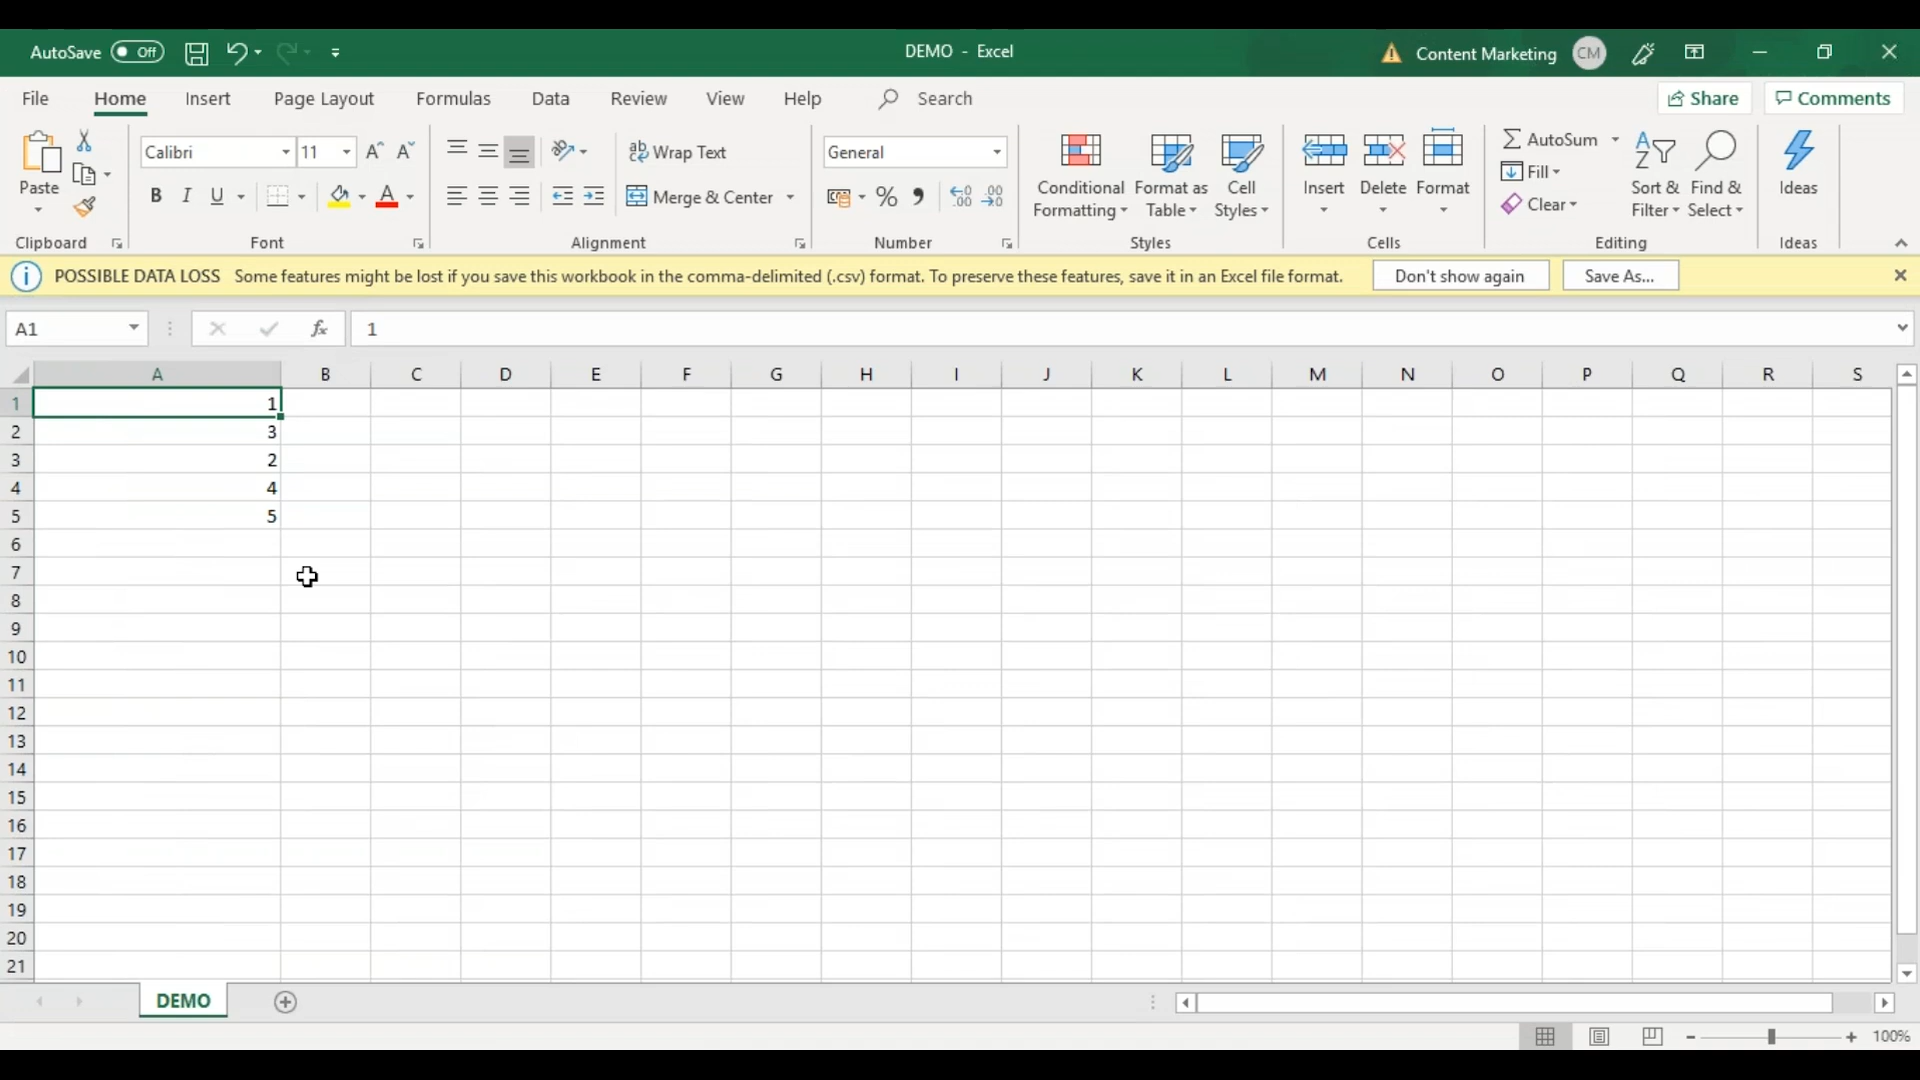 AutoSave Off DEMO - Excel Content Marketing CM
File Home Insert Page Layout Formulas Data Review View Help Search Share Comments
Calibri 11 ab Wrap Text General AutoSum
Paste Conditional Formatting Format as Table Cell Styles Insert Delete Format Fill Sort & Filter Find & Select Ideas
B I U A Merge & Center % Clear
Clipboard Font Alignment Number Styles Cells Editing Ideas
POSSIBLE DATA LOSS Some features might be lost if you save this workbook in the comma-delimited (.csv) format. To preserve these features, save it in an Excel file format. Don't show again Save As...
A1 fx 1
A B C D E F G H I J K L M N O P Q R S
1 1
2 3
3 2
4 4
5 5
6
7
8
9
10
11
12
13
14
15
16
17
18
19
20
21
DEMO
100%